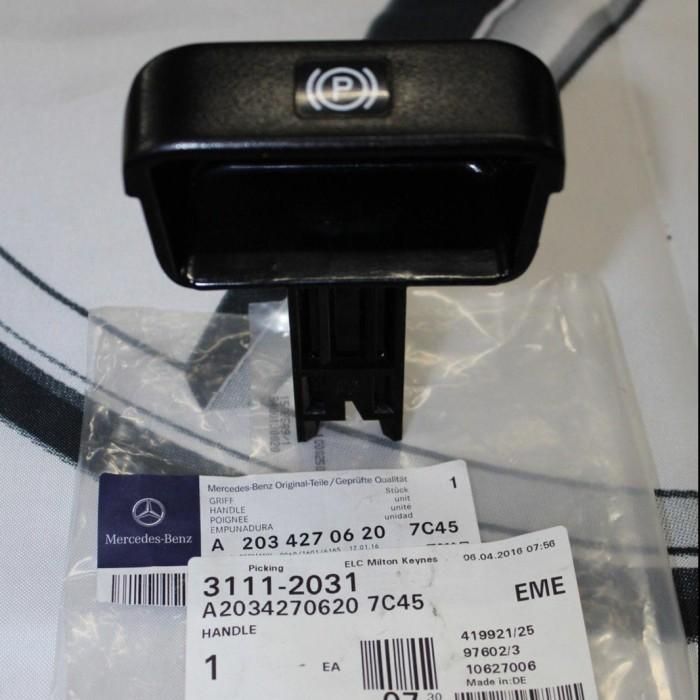 P
Mercedes-Benz
Mercedes-Benz Original-Teile/Geprüfte Qualität
GRIFF
HANDLE
POIGNEE
EMPUNADURA
Stück
unit
unité
unidad
1
A 203 427 06 20 7C45
Picking
ELC Milton Keynes
06.04.2016 07:56
3111-2031
A2034270620 7C45
EME
HANDLE
1
EA
419921/25
97602/3
10627006
Made in:DE